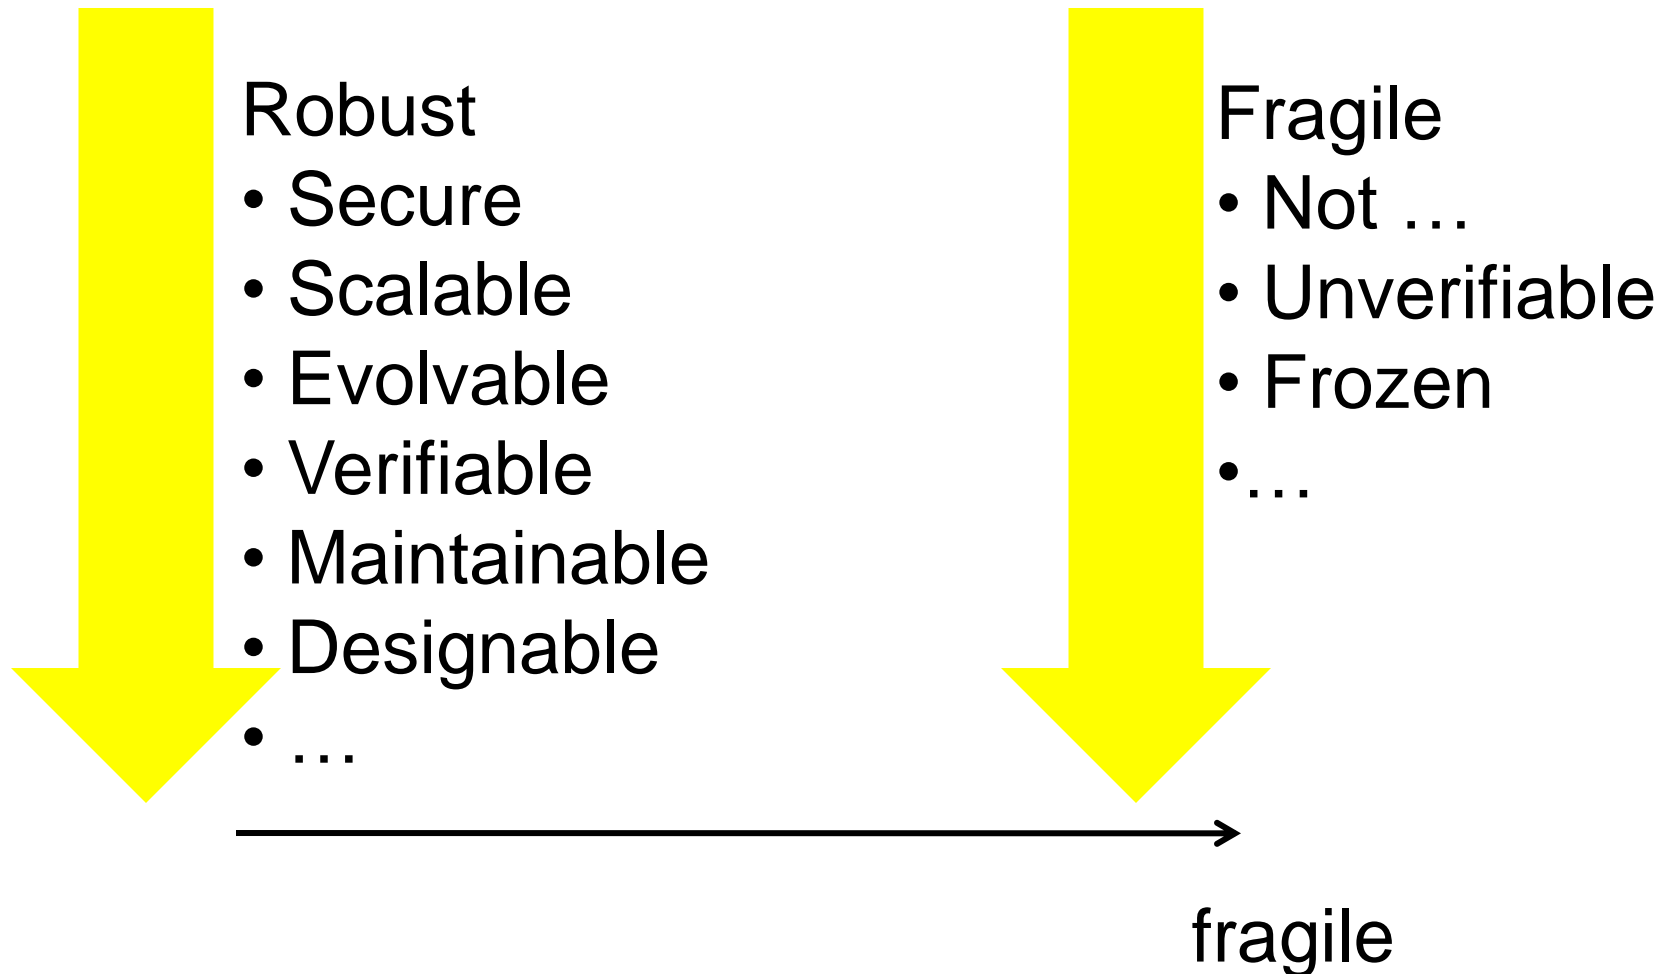 Robust
• Secure
• Scalable
• Evolvable
• Verifiable
• Maintainable
• Designable
• …
Fragile
• Not …
• Unverifiable
• Frozen
•…
fragile